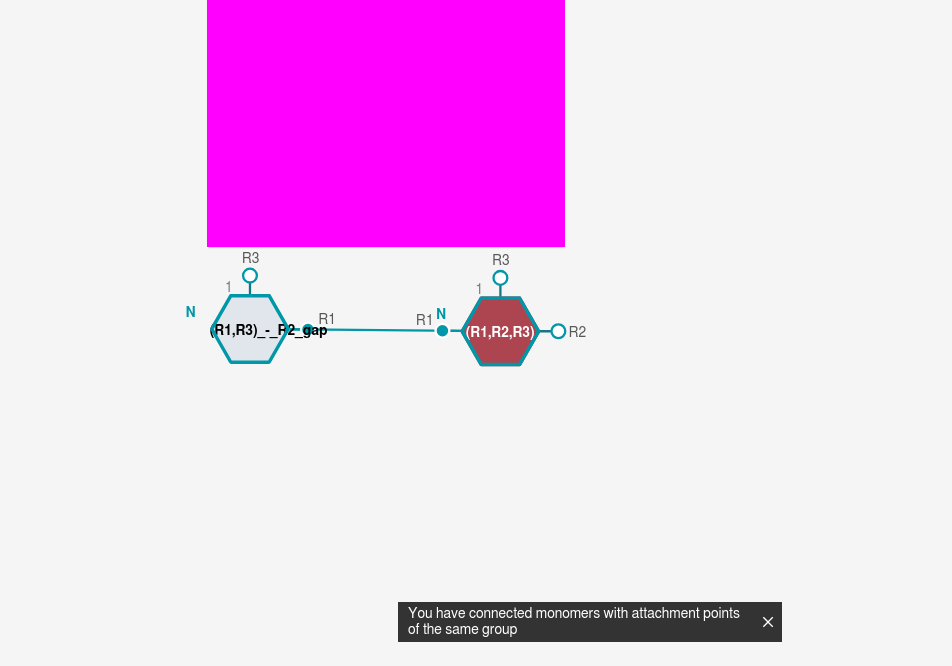 R3
R3
1
1
N
(R1,R3)_-_R2_gap
R1
R1
N
(R1,R2,R3)
R2
You have connected monomers with attachment points
of the same group